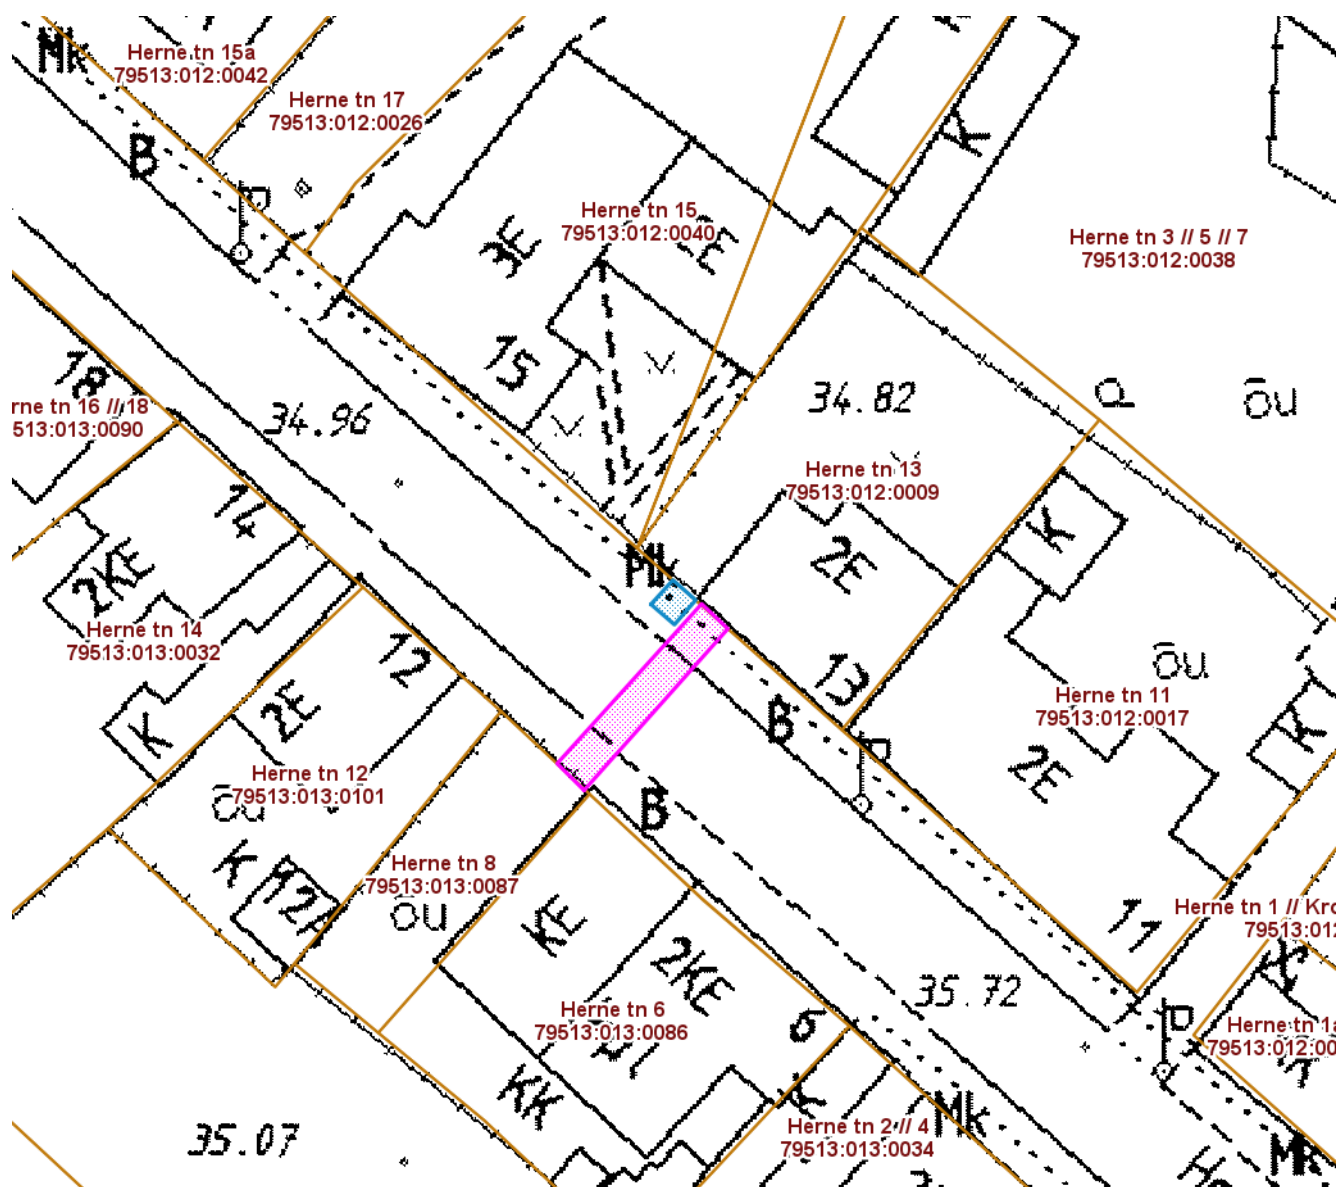 Mk
Herne tn 15a
79513:012:0042
Herne tn 17
79513:012:0026
B
P
K
3E
Herne tn 15
79513:012:0040
E
Herne tn 3 // 5 // 7
79513:012:0038
15
18
rne tn 16 // 18
513:013:0090
34.96
34.82
P
õu
Herne tn 13
79513:012:0009
14
K
Mk
2E
2KE
Herne tn 14
79513:013:0032
12
13
õu
K
2E
B
Herne tn 11
79513:012:0017
K
P
2E
Herne tn 12
79513:013:0101
õu
B
K
12A
Herne tn 8
79513:013:0087
õu
KE
11
Herne tn 1 // Kro
79513:012
2KE
35.72
6
P
Herne tn 6
79513:013:0086
Herne tn 1a
79513:012:00
KK
K
Mk
Herne tn 2 // 4
79513:013:0034
35.07
Mk
He